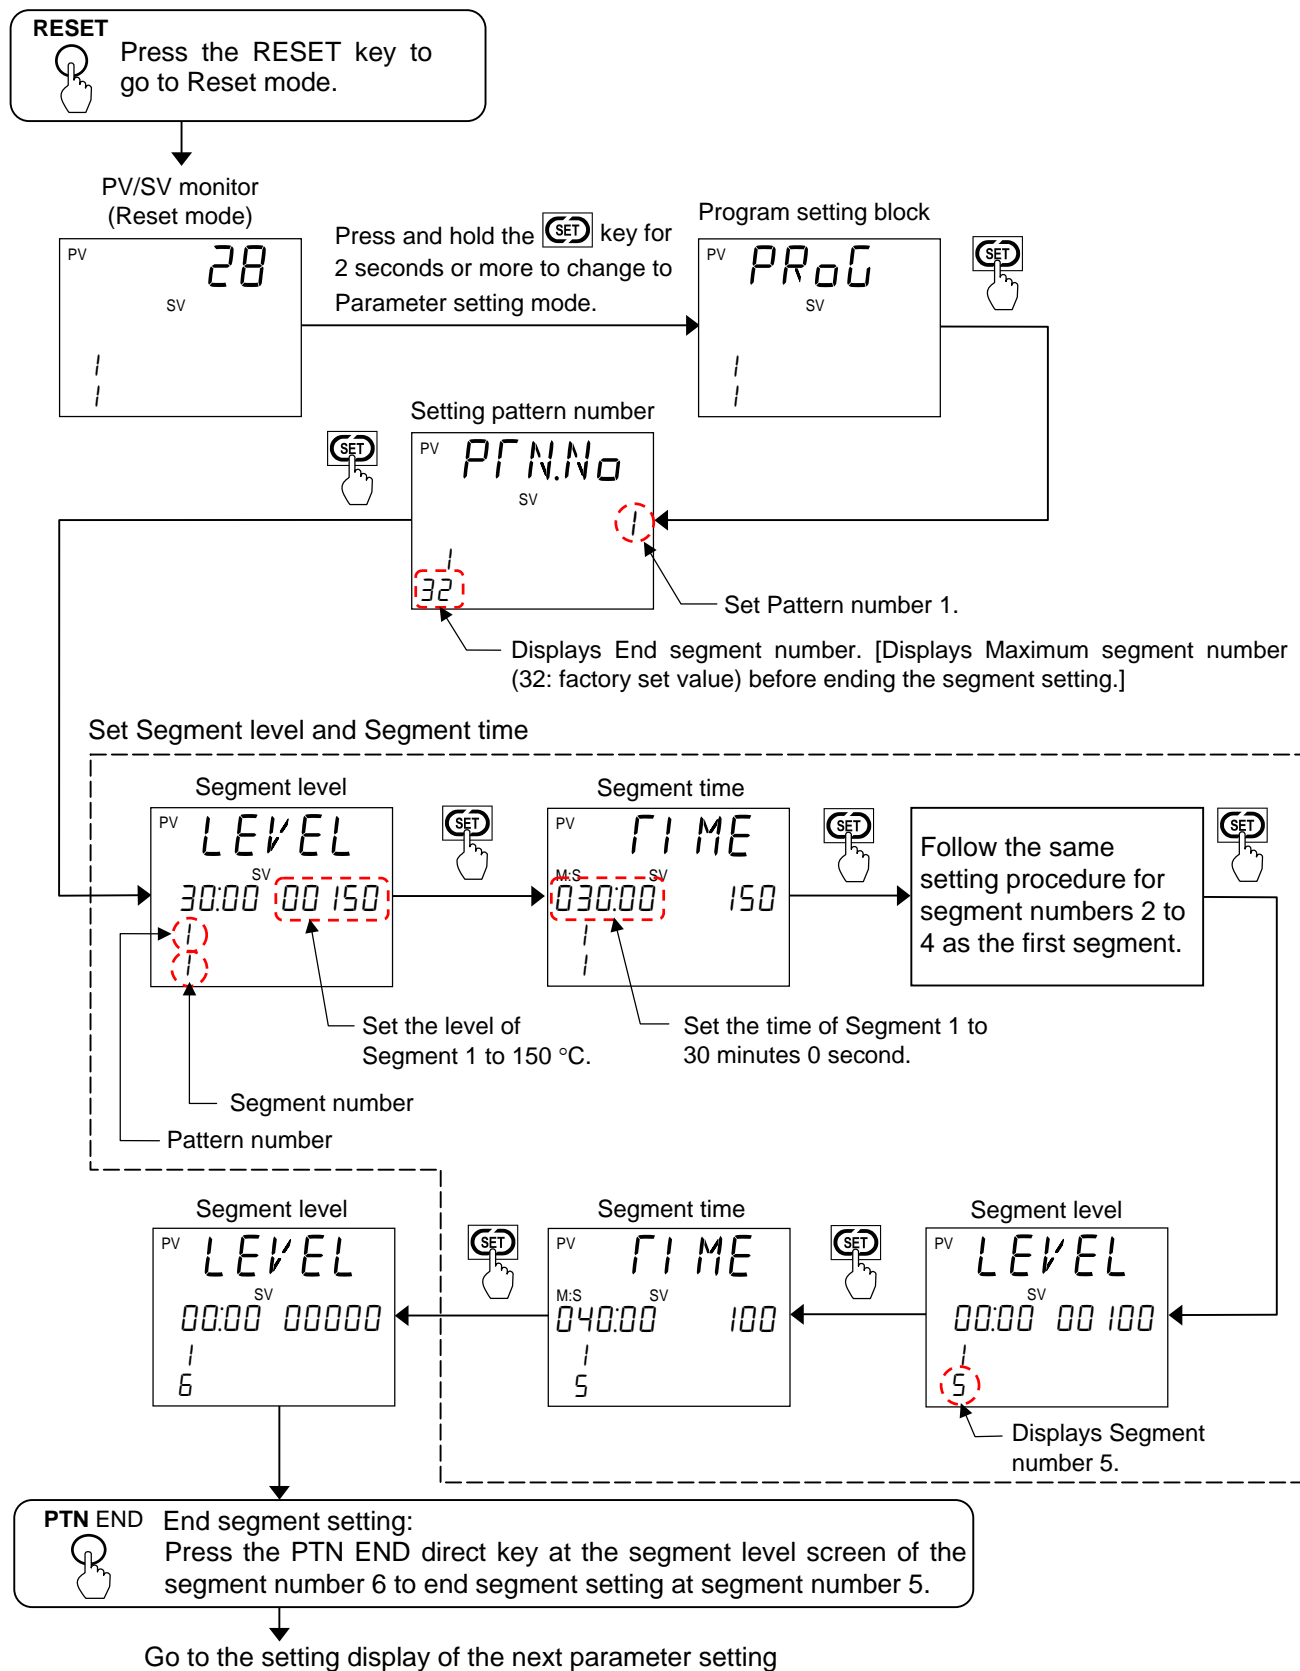 RESET
Press the RESET key to
go to Reset mode.
PV/SV monitor
(Reset mode)
PV
28
SV
1
1
Press and hold the SET key for
2 seconds or more to change to
Parameter setting mode.
Program setting block
PV
PRoG
SV
1
1
SET
Setting pattern number
SET
PV
PTN.No
SV
1
1
32
Set Pattern number 1.
Displays End segment number. [Displays Maximum segment number
(32: factory set value) before ending the segment setting.]
Set Segment level and Segment time
Segment level
PV
LEVEL
SV
30:00 00150
1
1
SET
Segment time
PV
TIME
M:S SV
030:00 150
1
1
SET
Follow the same
setting procedure for
segment numbers 2 to
4 as the first segment.
SET
Set the level of
Segment 1 to 150 °C.
Set the time of Segment 1 to
30 minutes 0 second.
Segment number
Pattern number
Segment level
PV
LEVEL
SV
00:00 00000
1
6
SET
Segment time
PV
TIME
M:S SV
040:00 100
1
5
SET
Segment level
PV
LEVEL
SV
00:00 00100
1
5
Displays Segment
number 5.
PTN END End segment setting:
Press the PTN END direct key at the segment level screen of the
segment number 6 to end segment setting at segment number 5.
Go to the setting display of the next parameter setting